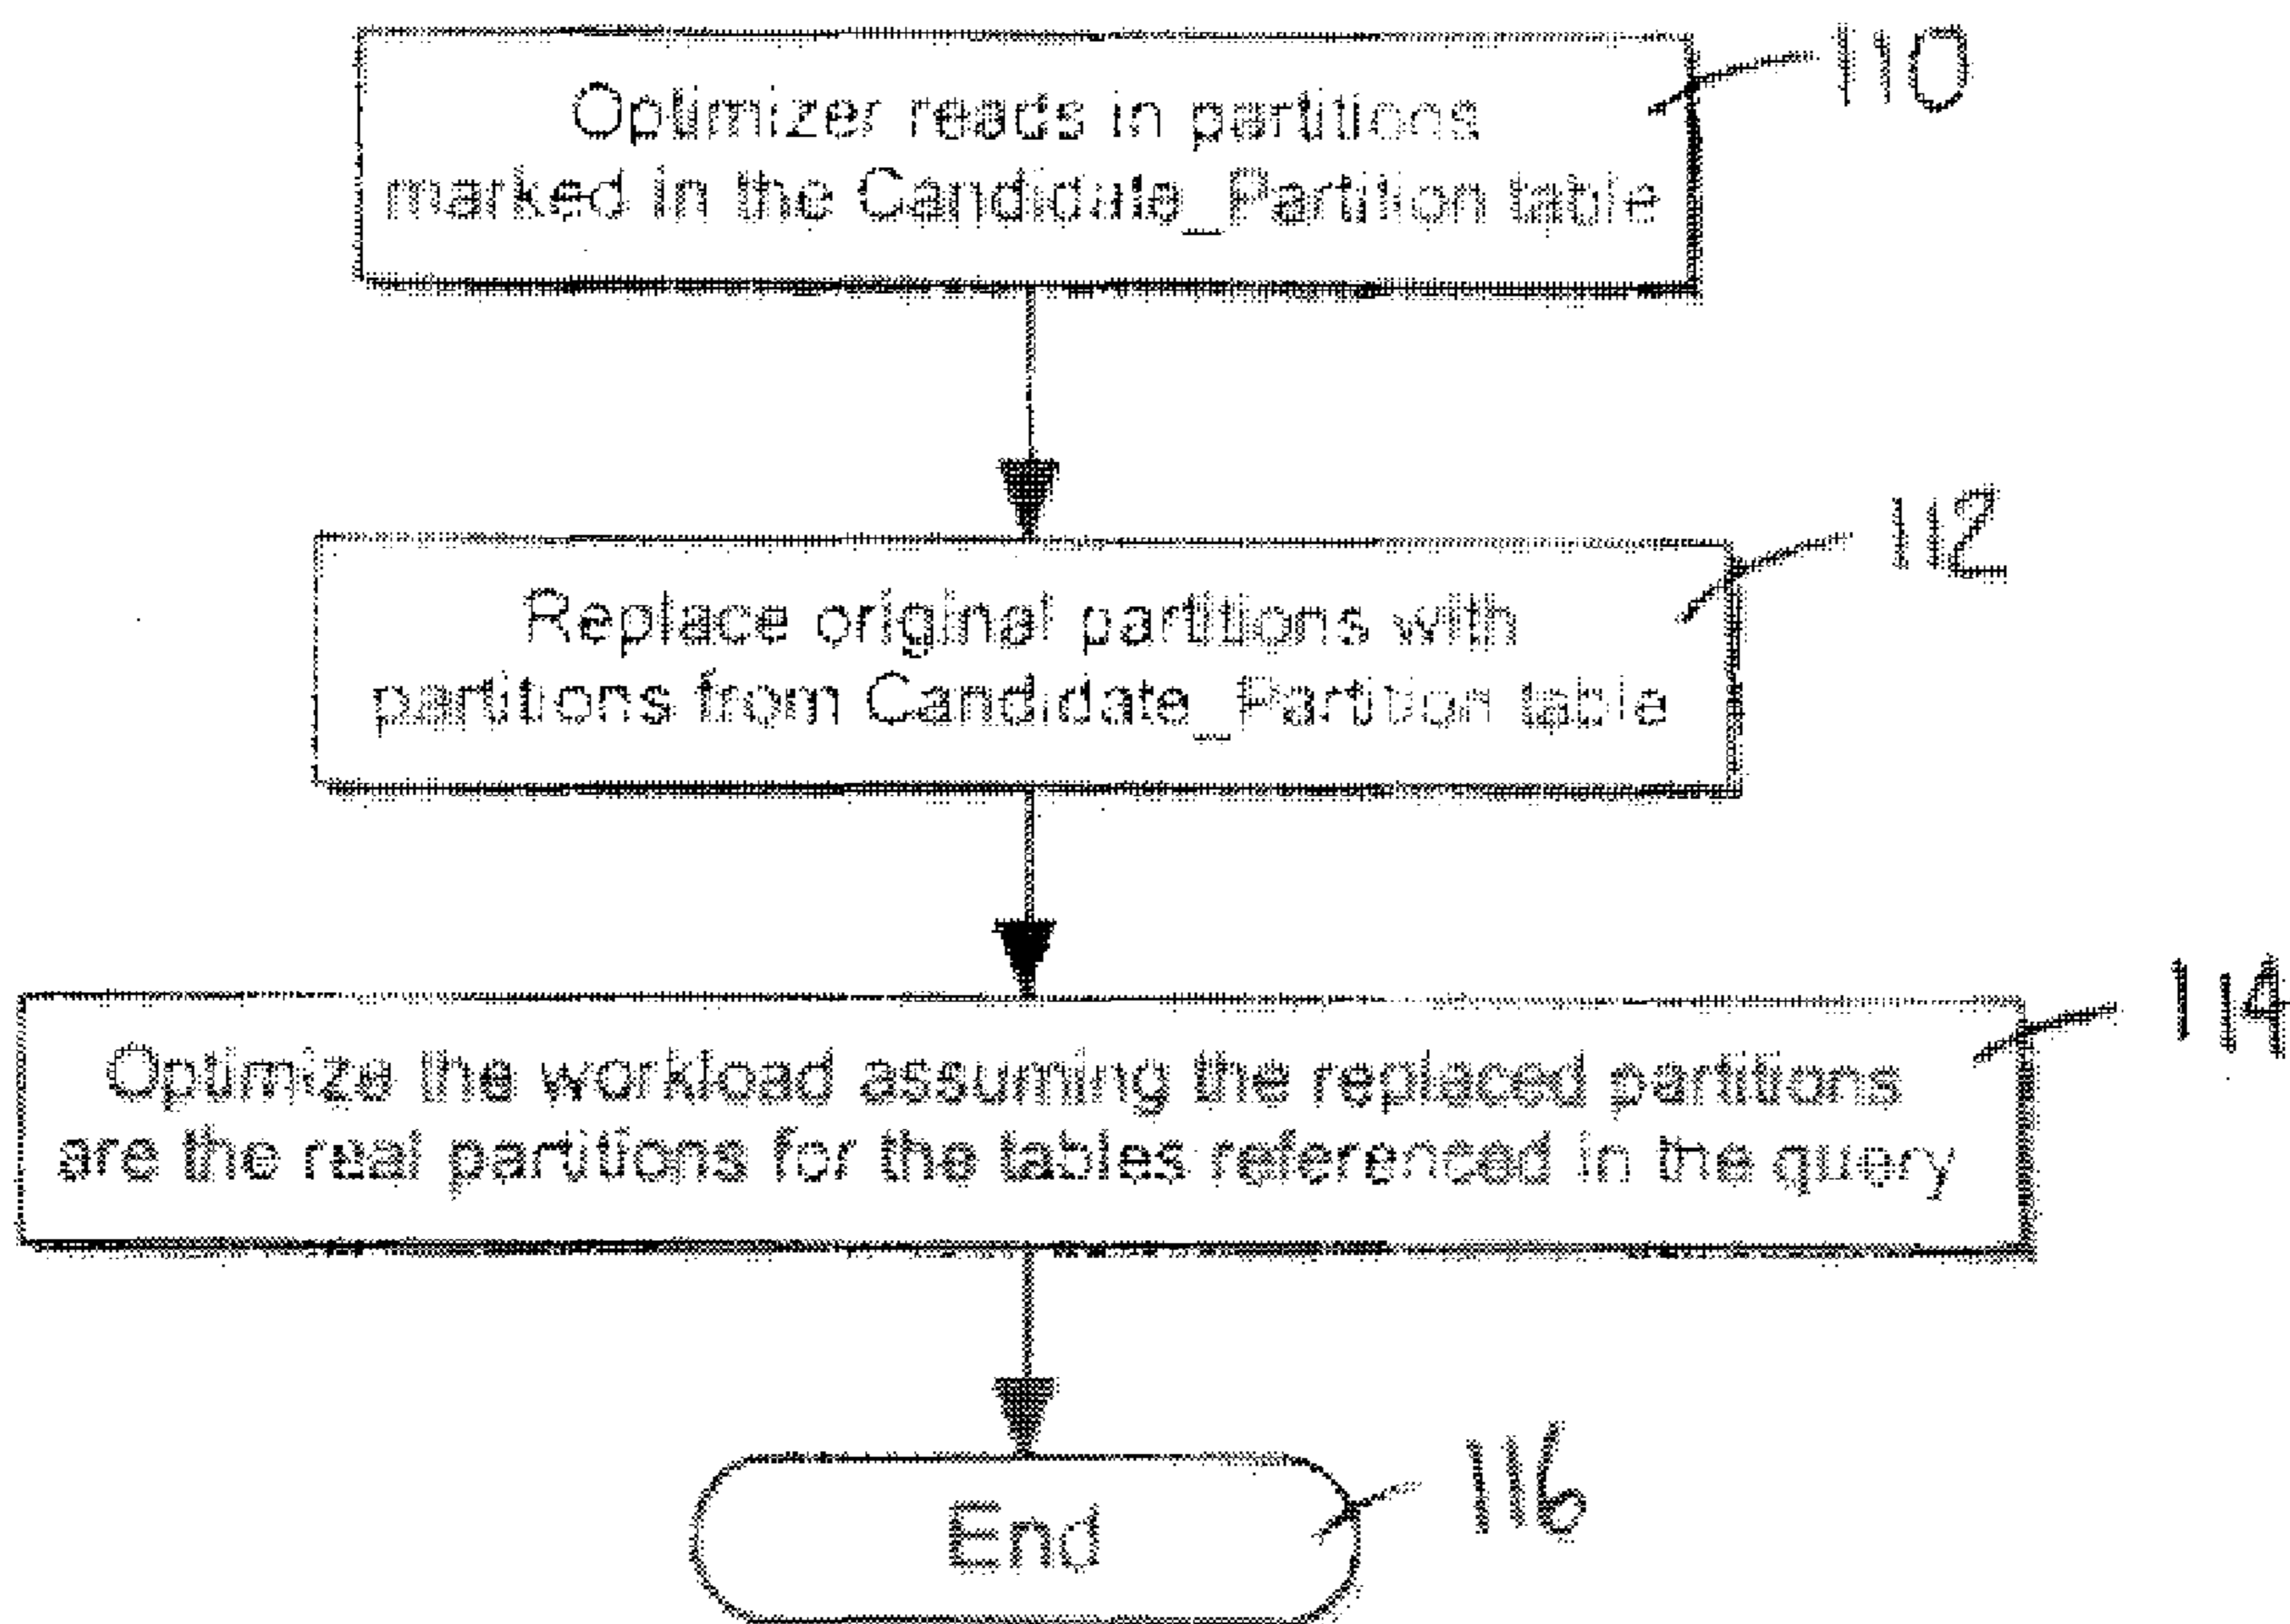 Optimizer reads in partitions
110
marked in the Candidate_Partition table
112
Replace original partitions with
partitions from Candidate_Partition table
114
Optimize the workload assuming the replaced partitions
are the real partitions for the tables referenced in the query
End
116